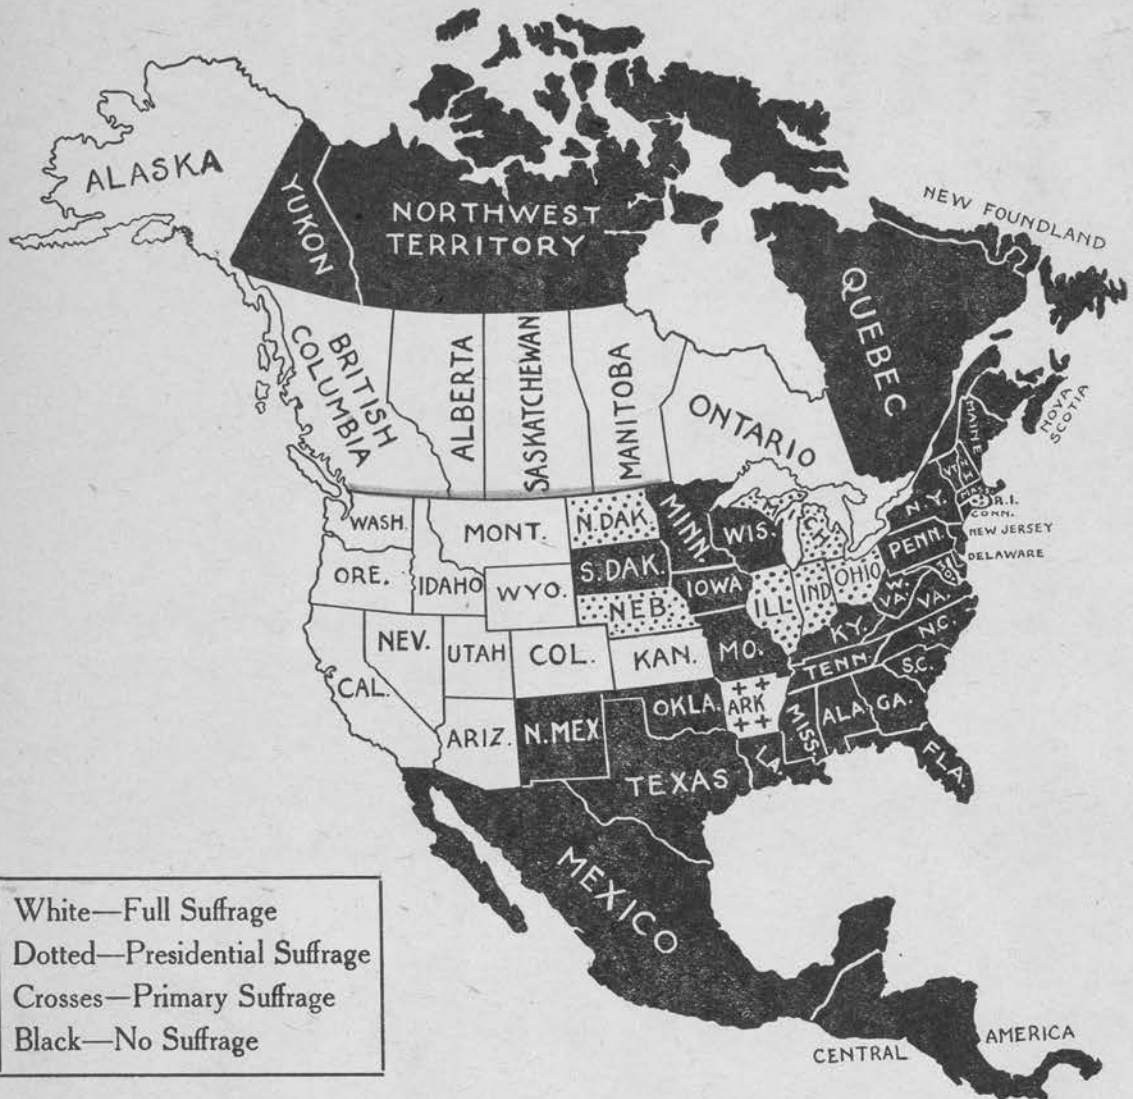 ALASKA
YUKON
NORTHWEST
TERRITORY
NEW FOUNDLAND
QUEBEC
BRITISH
COLUMBIA
ALBERTA
SASKATCHEWAN
MANITOBA
ONTARIO
NOVA
SCOTIA
MAINE
VT.
N.H.
MASS
R.I.
CONN.
N.Y.
NEW JERSEY
PENN.
DELAWARE
WASH.
MONT.
N.DAK.
MINN.
WIS.
MICH
ORE.
IDAHO
WYO.
S.DAK.
IOWA
NEB.
ILL
IND
OHIO
W.
VA.
VA.
KY.
N.C.
NEV.
UTAH
COL.
KAN.
MO.
TENN.
S.C.
CAL.
ARIZ.
N.MEX
OKLA.
ARK
MISS.
ALA.
GA.
TEXAS
LA.
FLA.
MEXICO
CENTRAL
AMERICA
White—Full Suffrage
Dotted—Presidential Suffrage
Crosses—Primary Suffrage
Black—No Suffrage